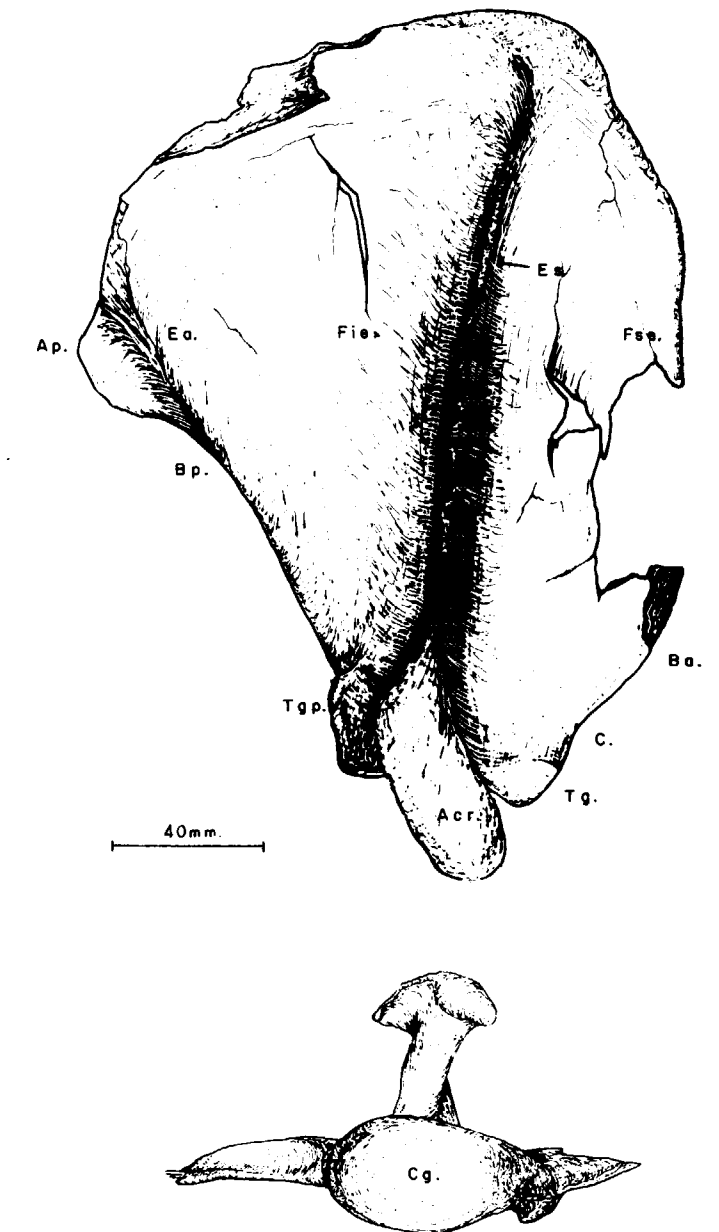 Es
Ap.
Ea.
Fie.
Fse.
Bp.
Ba.
Tgp.
C.
Tg.
Acr.
40mm.
Cg.